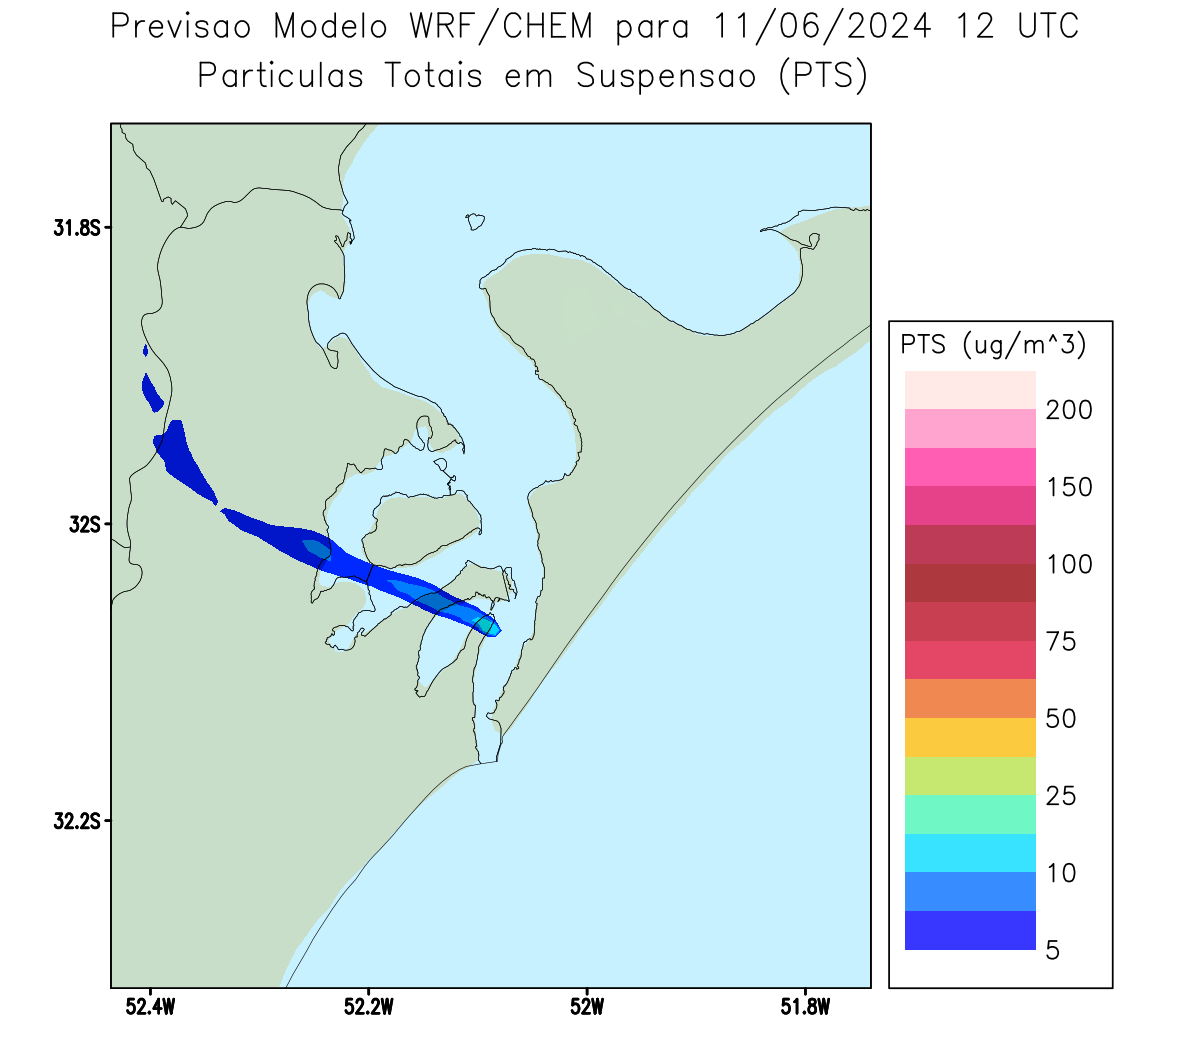 Previsao Modelo WRF/CHEM para 11/06/2024 12 UTC
Particulas Totais em Suspensao (PTS)
31.8S
32S
32.2S
52.4W
52.2W
52W
51.8W
PTS (ug/m^3)
200
150
100
75
50
25
10
5